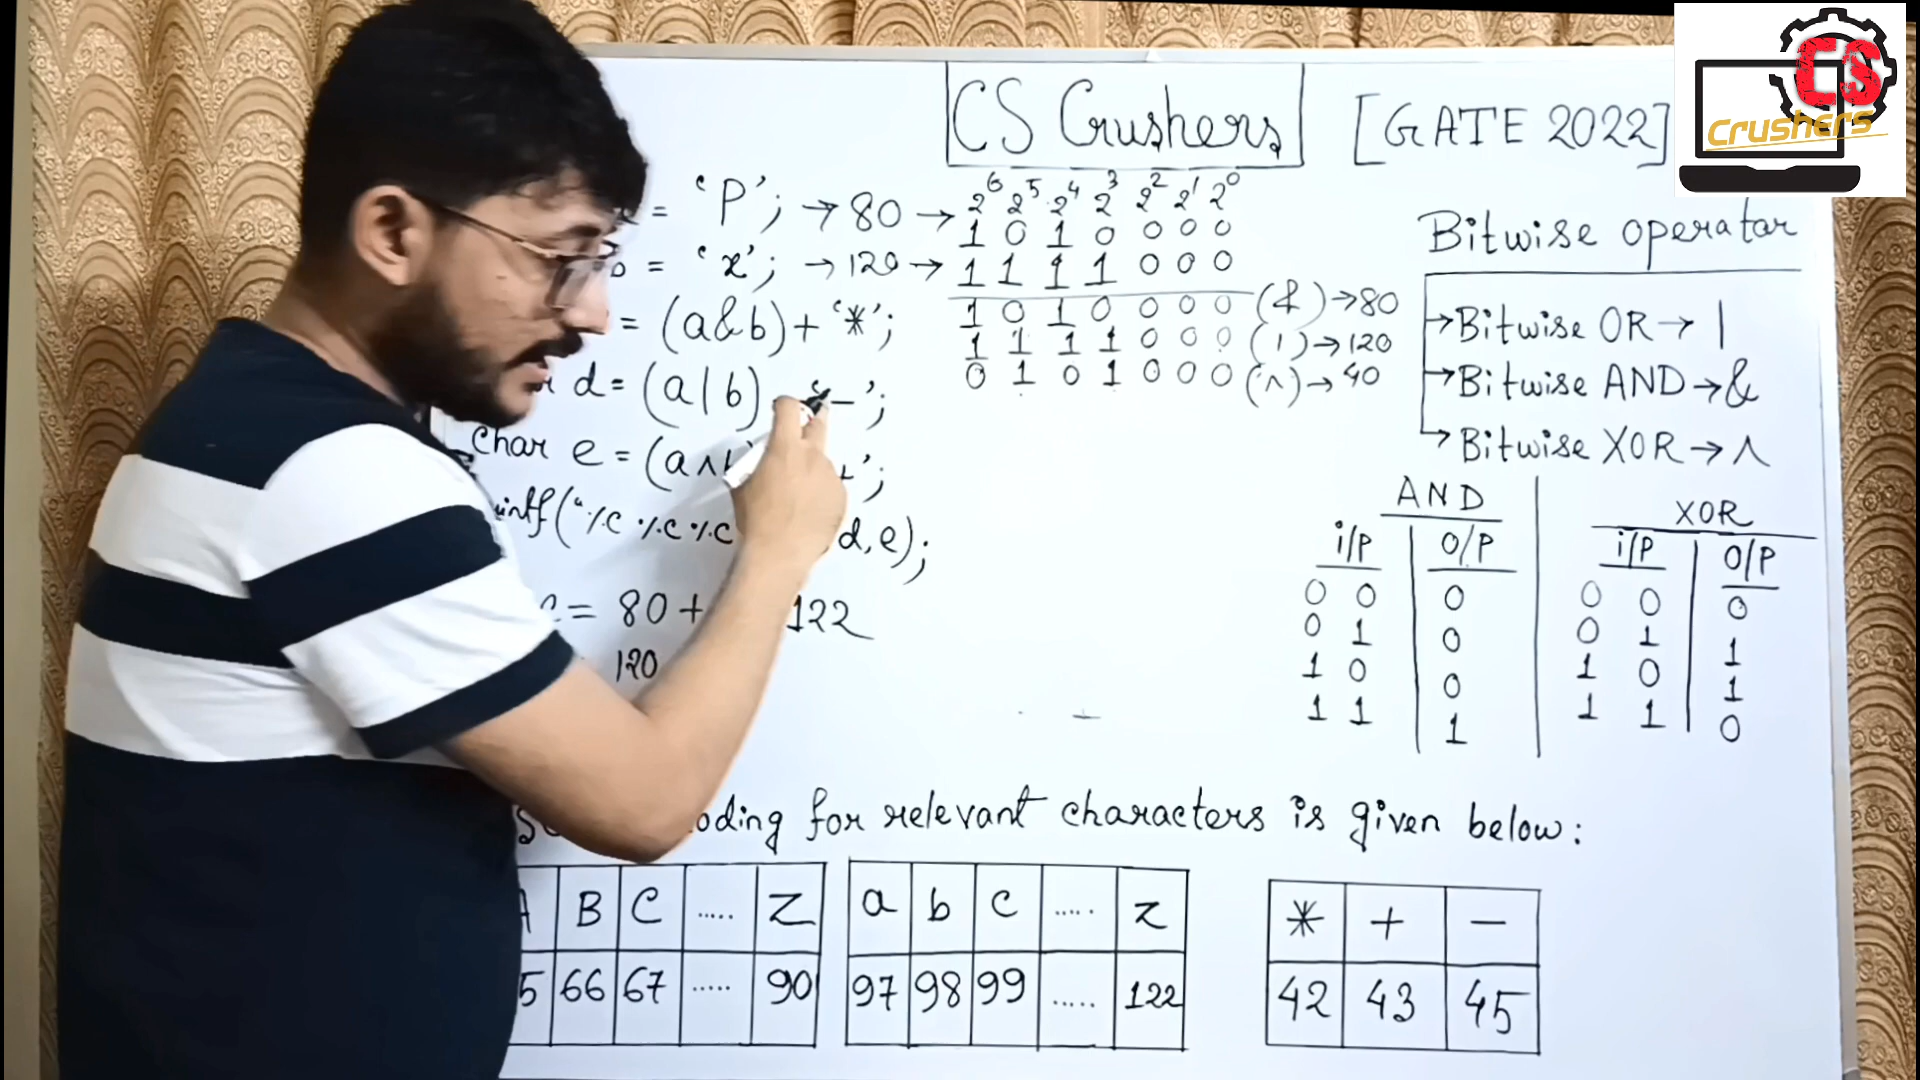 CS Crushers
[GATE 2022]
CS
Crushers
= 'P'; → 80 → 2⁶ 2⁵ 2⁴ 2³ 2² 2¹ 2⁰
1 0 1 0 0 0 0
= 'x'; → 120 → 1 1 1 1 0 0 0
= (a&b) + '*';
1 0 1 0 0 0 0 (&) → 80
1 1 1 1 0 0 0 (|) → 120
0 1 0 1 0 0 0 (^) → 40
d = (a|b) - '-';
char e = (a^
printf("%c %c %c d, e);
= 80 + 122
120
Bitwise operator
→ Bitwise OR → |
→ Bitwise AND → &
→ Bitwise XOR → ^
AND
i/P O/P
0 0 0
0 1 0
1 0 0
1 1 1
XOR
i/P O/P
0 0 0
0 1 1
1 0 1
1 1 0
coding for relevant characters is given below:
A B C ..... Z
5 66 67 ..... 90
a b c ..... z
97 98 99 ..... 122
* + -
42 43 45